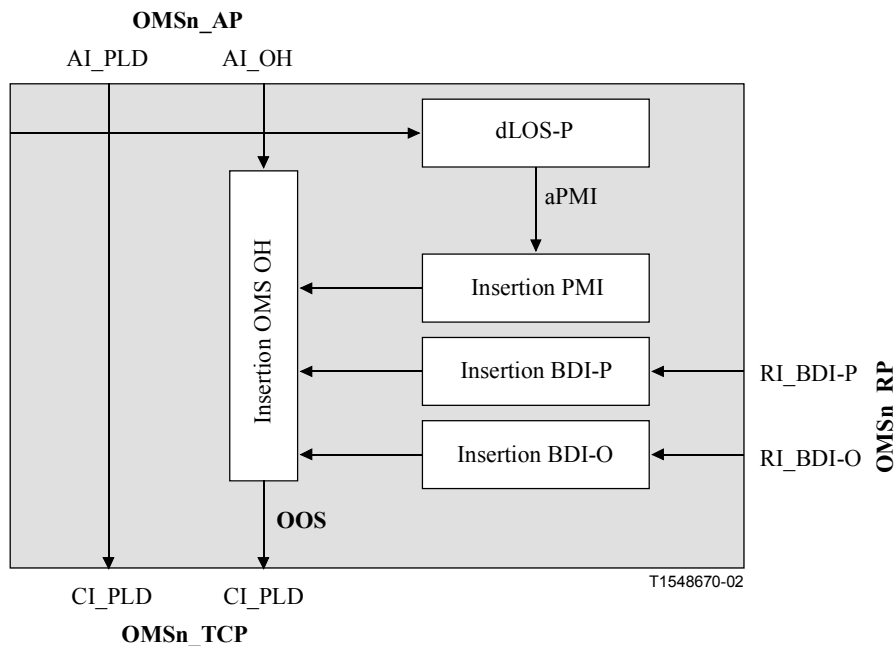 OMSn_AP
AI_PLD AI_OH
dLOS-P
aPMI
Insertion OMS OH
Insertion PMI
Insertion BDI-P
RI_BDI-P
Insertion BDI-O
RI_BDI-O
OMSn_RP
OOS
T1548670-02
CI_PLD CI_PLD
OMSn_TCP